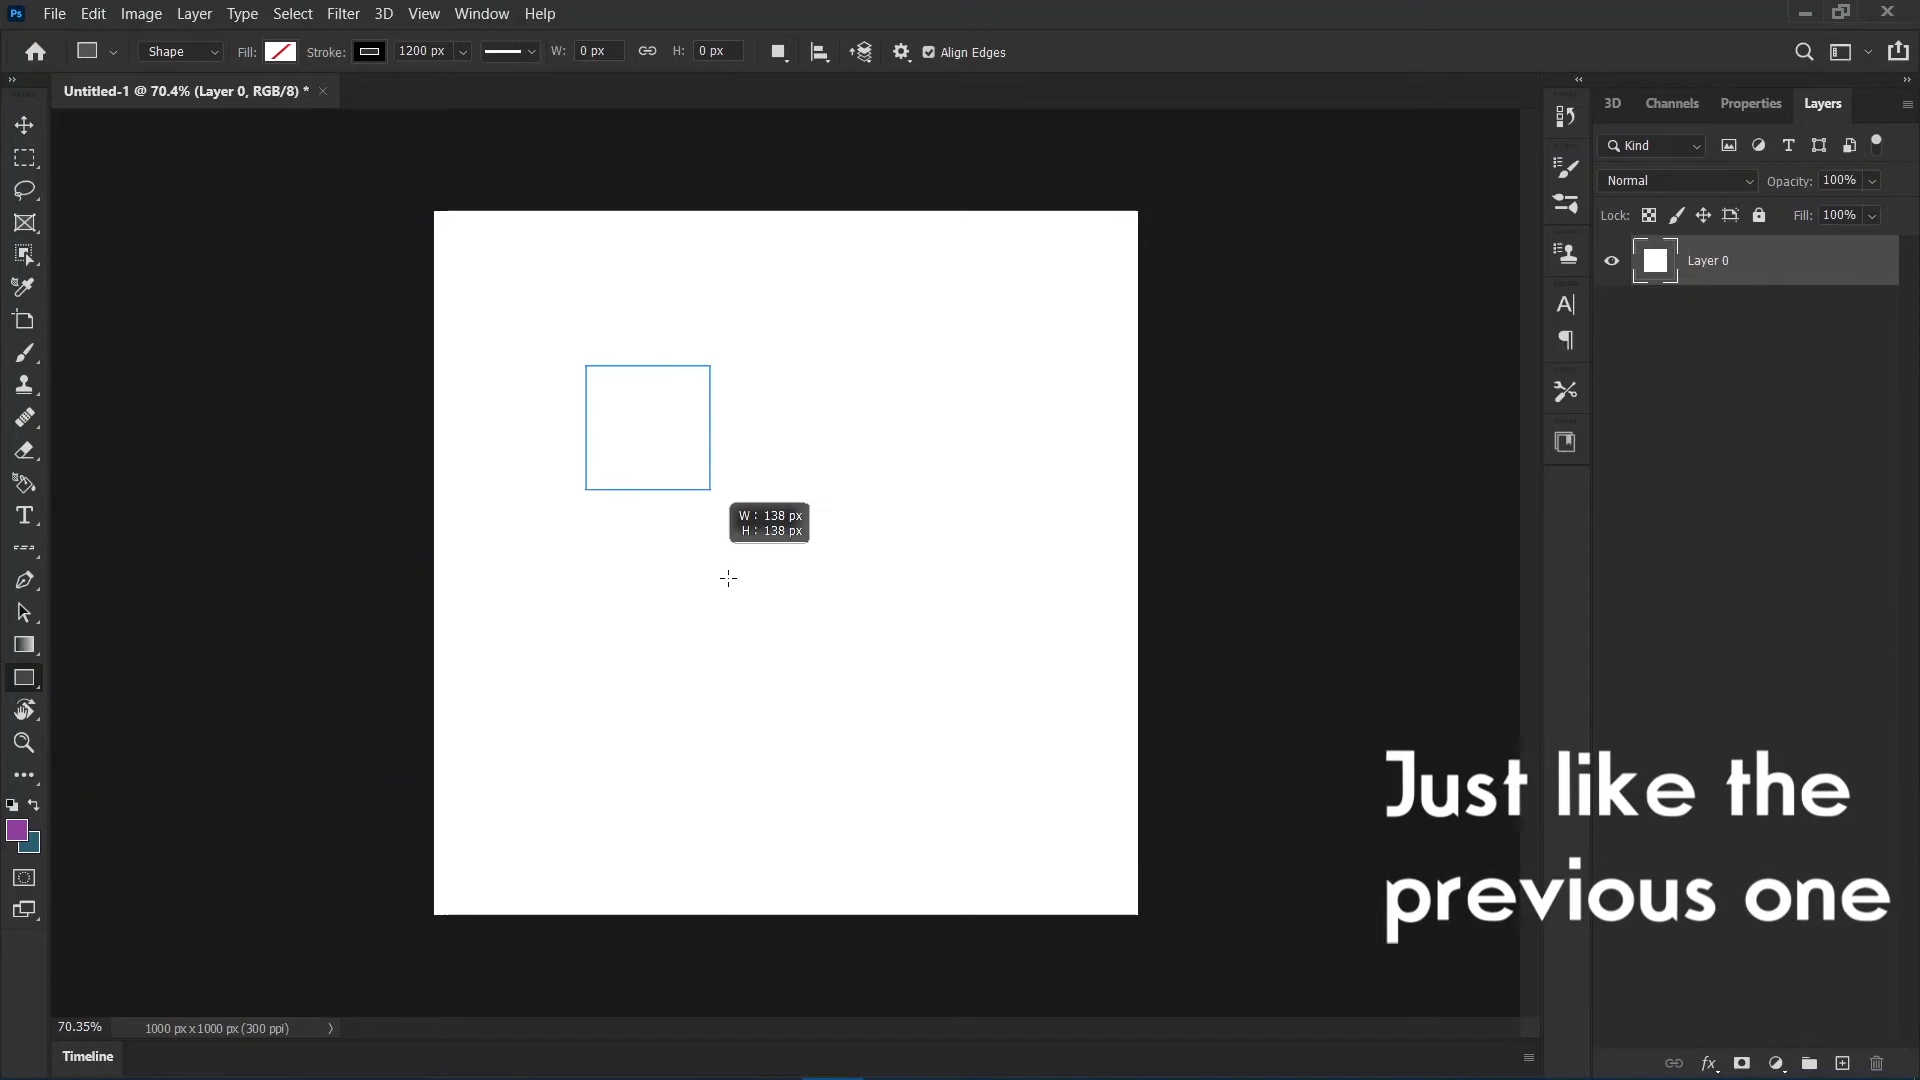 Ps File Edit Image Layer Type Select Filter 3D View Window Help
Shape Fill: Stroke: 1200 px W: 0 px H: 0 px Align Edges
Untitled-1 @ 70.4% (Layer 0, RGB/8) *
3D Channels Properties Layers
Kind
Normal Opacity: 100%
Lock: Fill: 100%
Layer 0
W: 138 px
H: 138 px
Just like the
previous one
70.35% 1000 px x 1000 px (300 ppi)
Timeline
fx